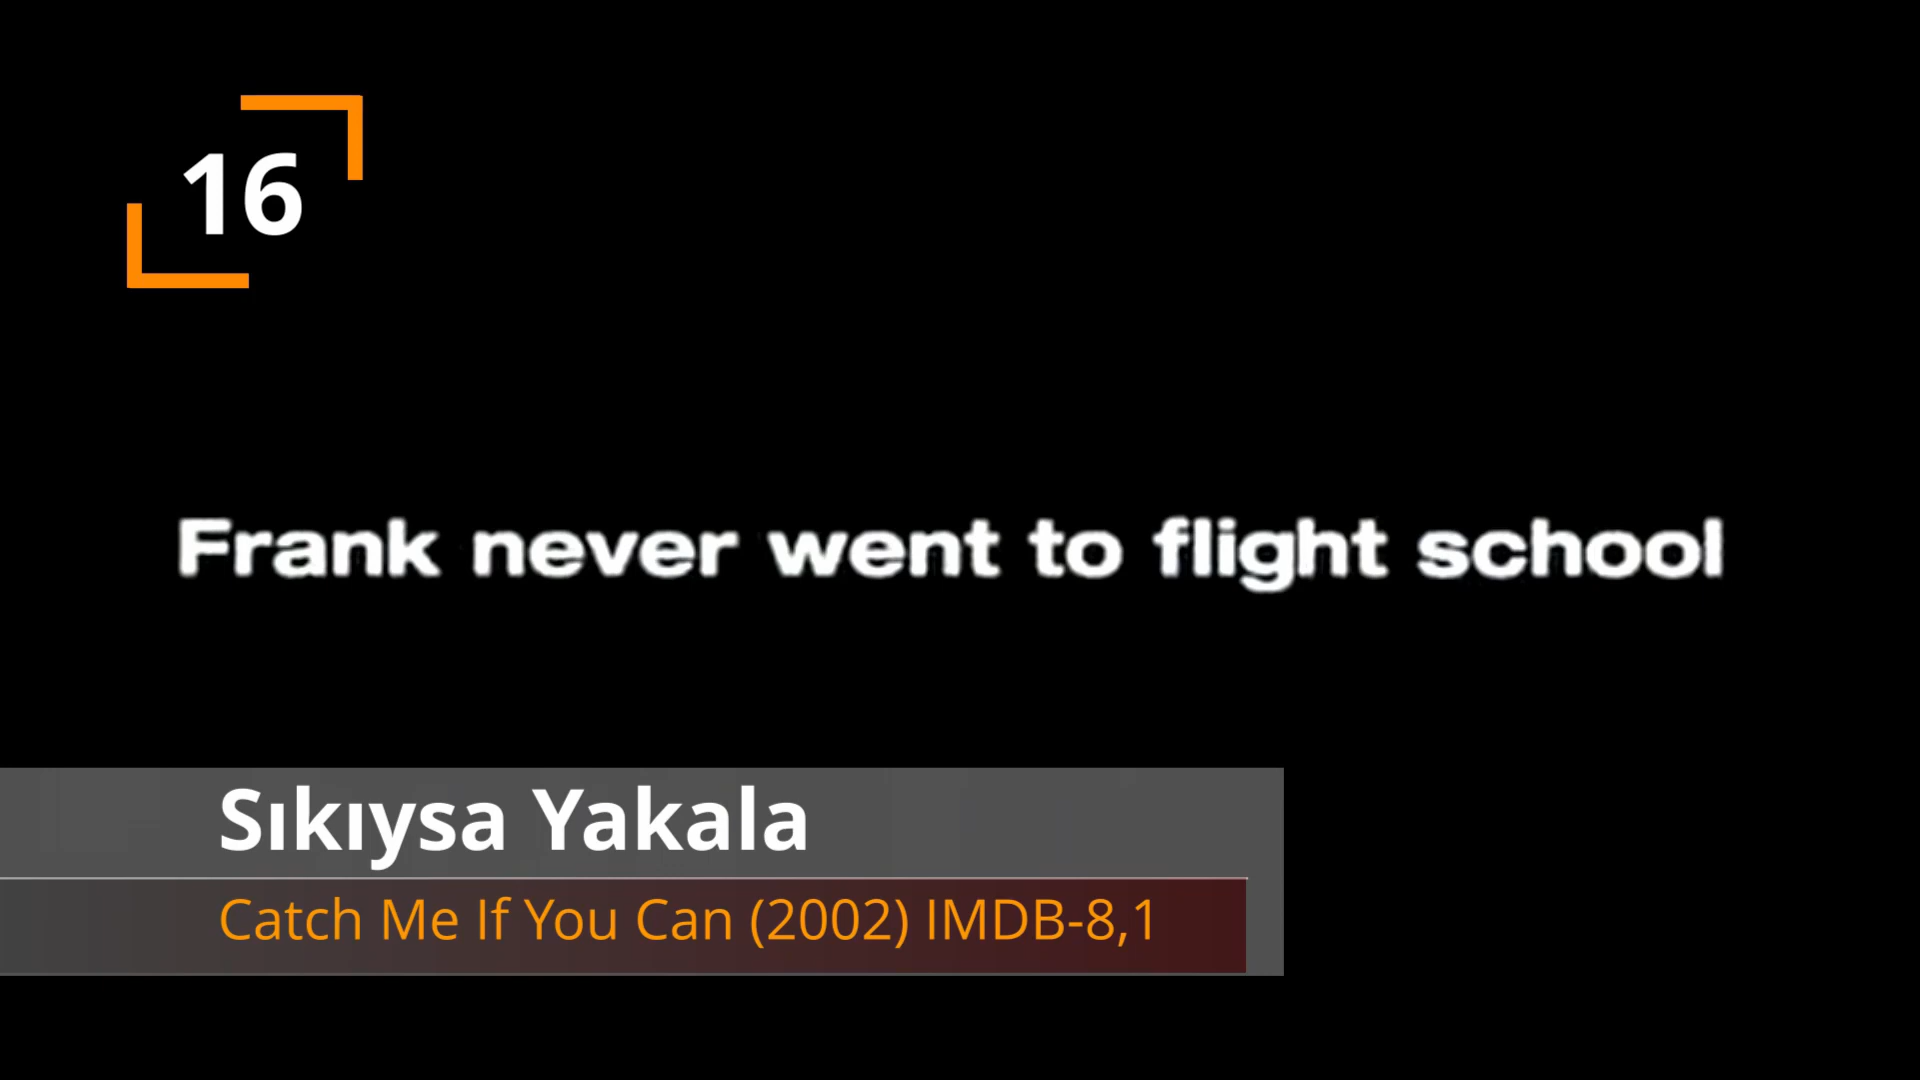 16
Frank never went to flight school
Sıkıysa Yakala
Catch Me If You Can (2002) IMDB-8,1